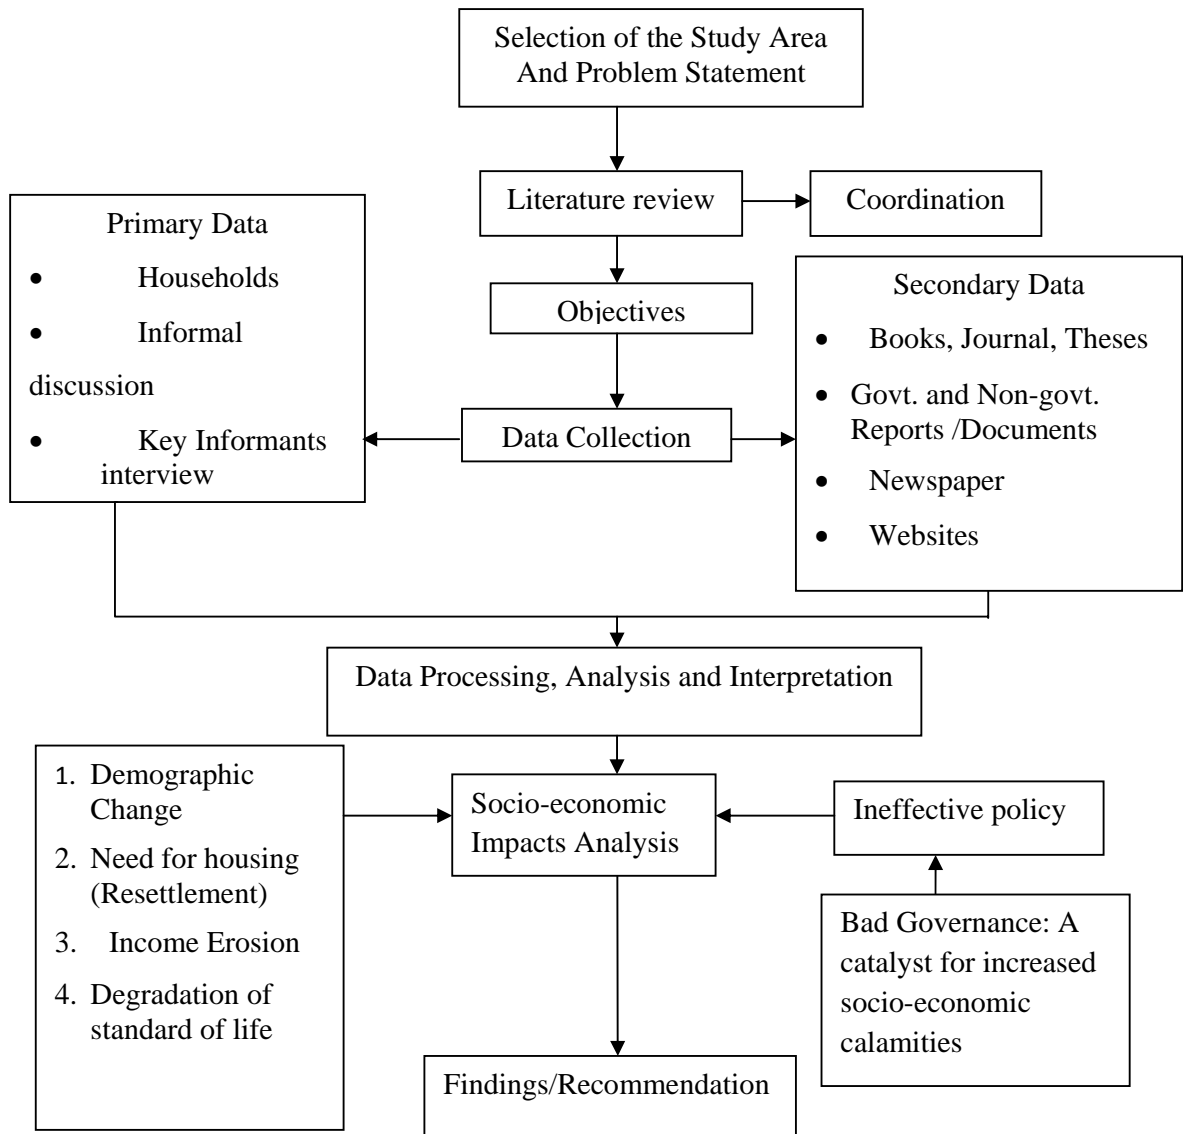 Selection of the Study Area
And Problem Statement
Literature review
Coordination
Primary Data
• Households
• Informal
discussion
• Key Informants
interview
Objectives
Secondary Data
• Books, Journal, Theses
• Govt. and Non-govt.
Reports /Documents
• Newspaper
• Websites
Data Collection
Data Processing, Analysis and Interpretation
1. Demographic
Change
2. Need for housing
(Resettlement)
3. Income Erosion
4. Degradation of
standard of life
Socio-economic
Impacts Analysis
Ineffective policy
Bad Governance: A
catalyst for increased
socio-economic
calamities
Findings/Recommendation